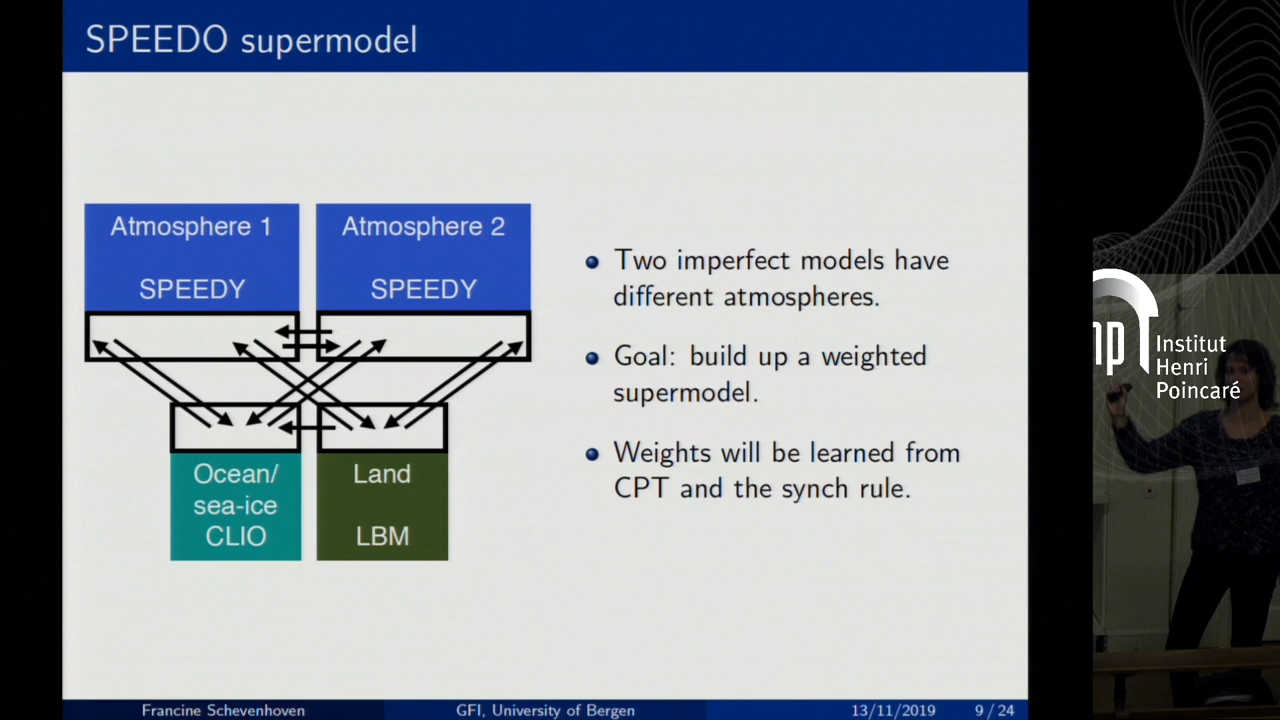 SPEEDO supermodel
Atmosphere 1
SPEEDY
Atmosphere 2
SPEEDY
Ocean/
sea-ice
CLIO
Land
LBM
Two imperfect models have
different atmospheres.
Goal: build up a weighted
supermodel.
Weights will be learned from
CPT and the synch rule.
Institut
Henri
Poincaré
Francine Schevenhoven
GFI, University of Bergen
13/11/2019
9 / 24